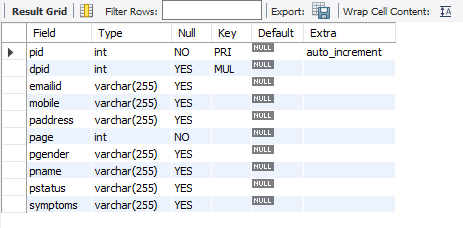 Result Grid Filter Rows: Export: Wrap Cell Content: IA
Field Type Null Key Default Extra
pid int NO PRI NULL auto_increment
dpid int YES MUL NULL
emailid varchar(255) YES NULL
mobile varchar(255) YES NULL
paddress varchar(255) YES NULL
page int NO NULL
pgender varchar(255) YES NULL
pname varchar(255) YES NULL
pstatus varchar(255) YES NULL
symptoms varchar(255) YES NULL